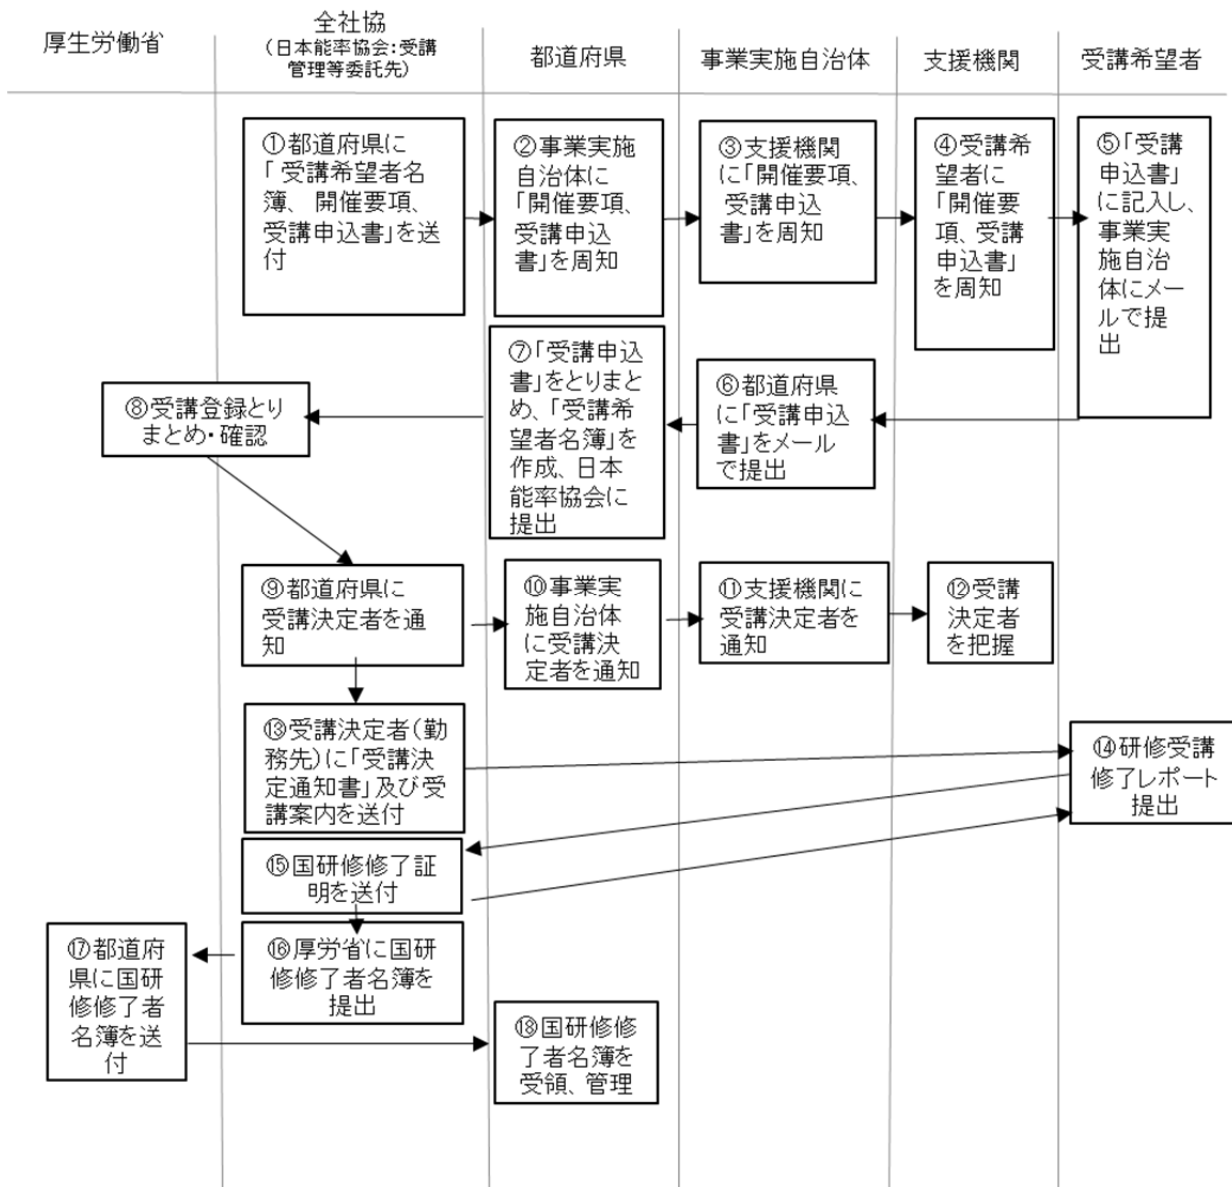 厚生労働省
全社協
(日本能率協会:受講
管理等委託先)
都道府県
事業実施自治体
支援機関
受講希望者
①都道府県に
「受講希望者名
簿、開催要項、
受講申込書」を送
付
②事業実施
自治体に
「開催要項、
受講申込
書」を周知
③支援機関
に「開催要項、
受講申込
書」を周知
④受講希
望者に
「開催要
項、受講
申込書」
を周知
⑤「受講
申込書」
に記入し、
事業実
施自治
体にメー
ルで提
出
⑥都道府県
に「受講申込
書」をメール
で提出
⑦「受講申込
書」をとりまと
め、「受講希
望者名簿」を
作成、日本
能率協会に
提出
⑧受講登録とり
まとめ・確認
⑨都道府県に
受講決定者を通
知
⑩事業実
施自治体
に受講決
定者を通知
⑪支援機関に
受講決定者を
通知
⑫受講
決定者
を把握
⑬受講決定者(勤
務先)に「受講決
定通知書」及び受
講案内を送付
⑭研修受講
修了レポート
提出
⑮国研修修了証
明を送付
⑯厚労省に国研
修修了者名簿を
提出
⑰都道府
県に国研
修修了者
名簿を送
付
⑱国研修修
了者名簿を
受領、管理